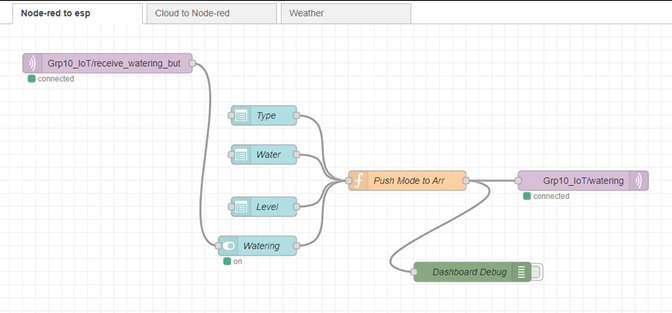 Node-red to esp
Cloud to Node-red
Weather
Grp10_IoT/receive_watering_but
connected
Type
Water
Push Mode to Arr
Grp10_IoT/watering
connected
Level
Watering
on
Dashboard Debug